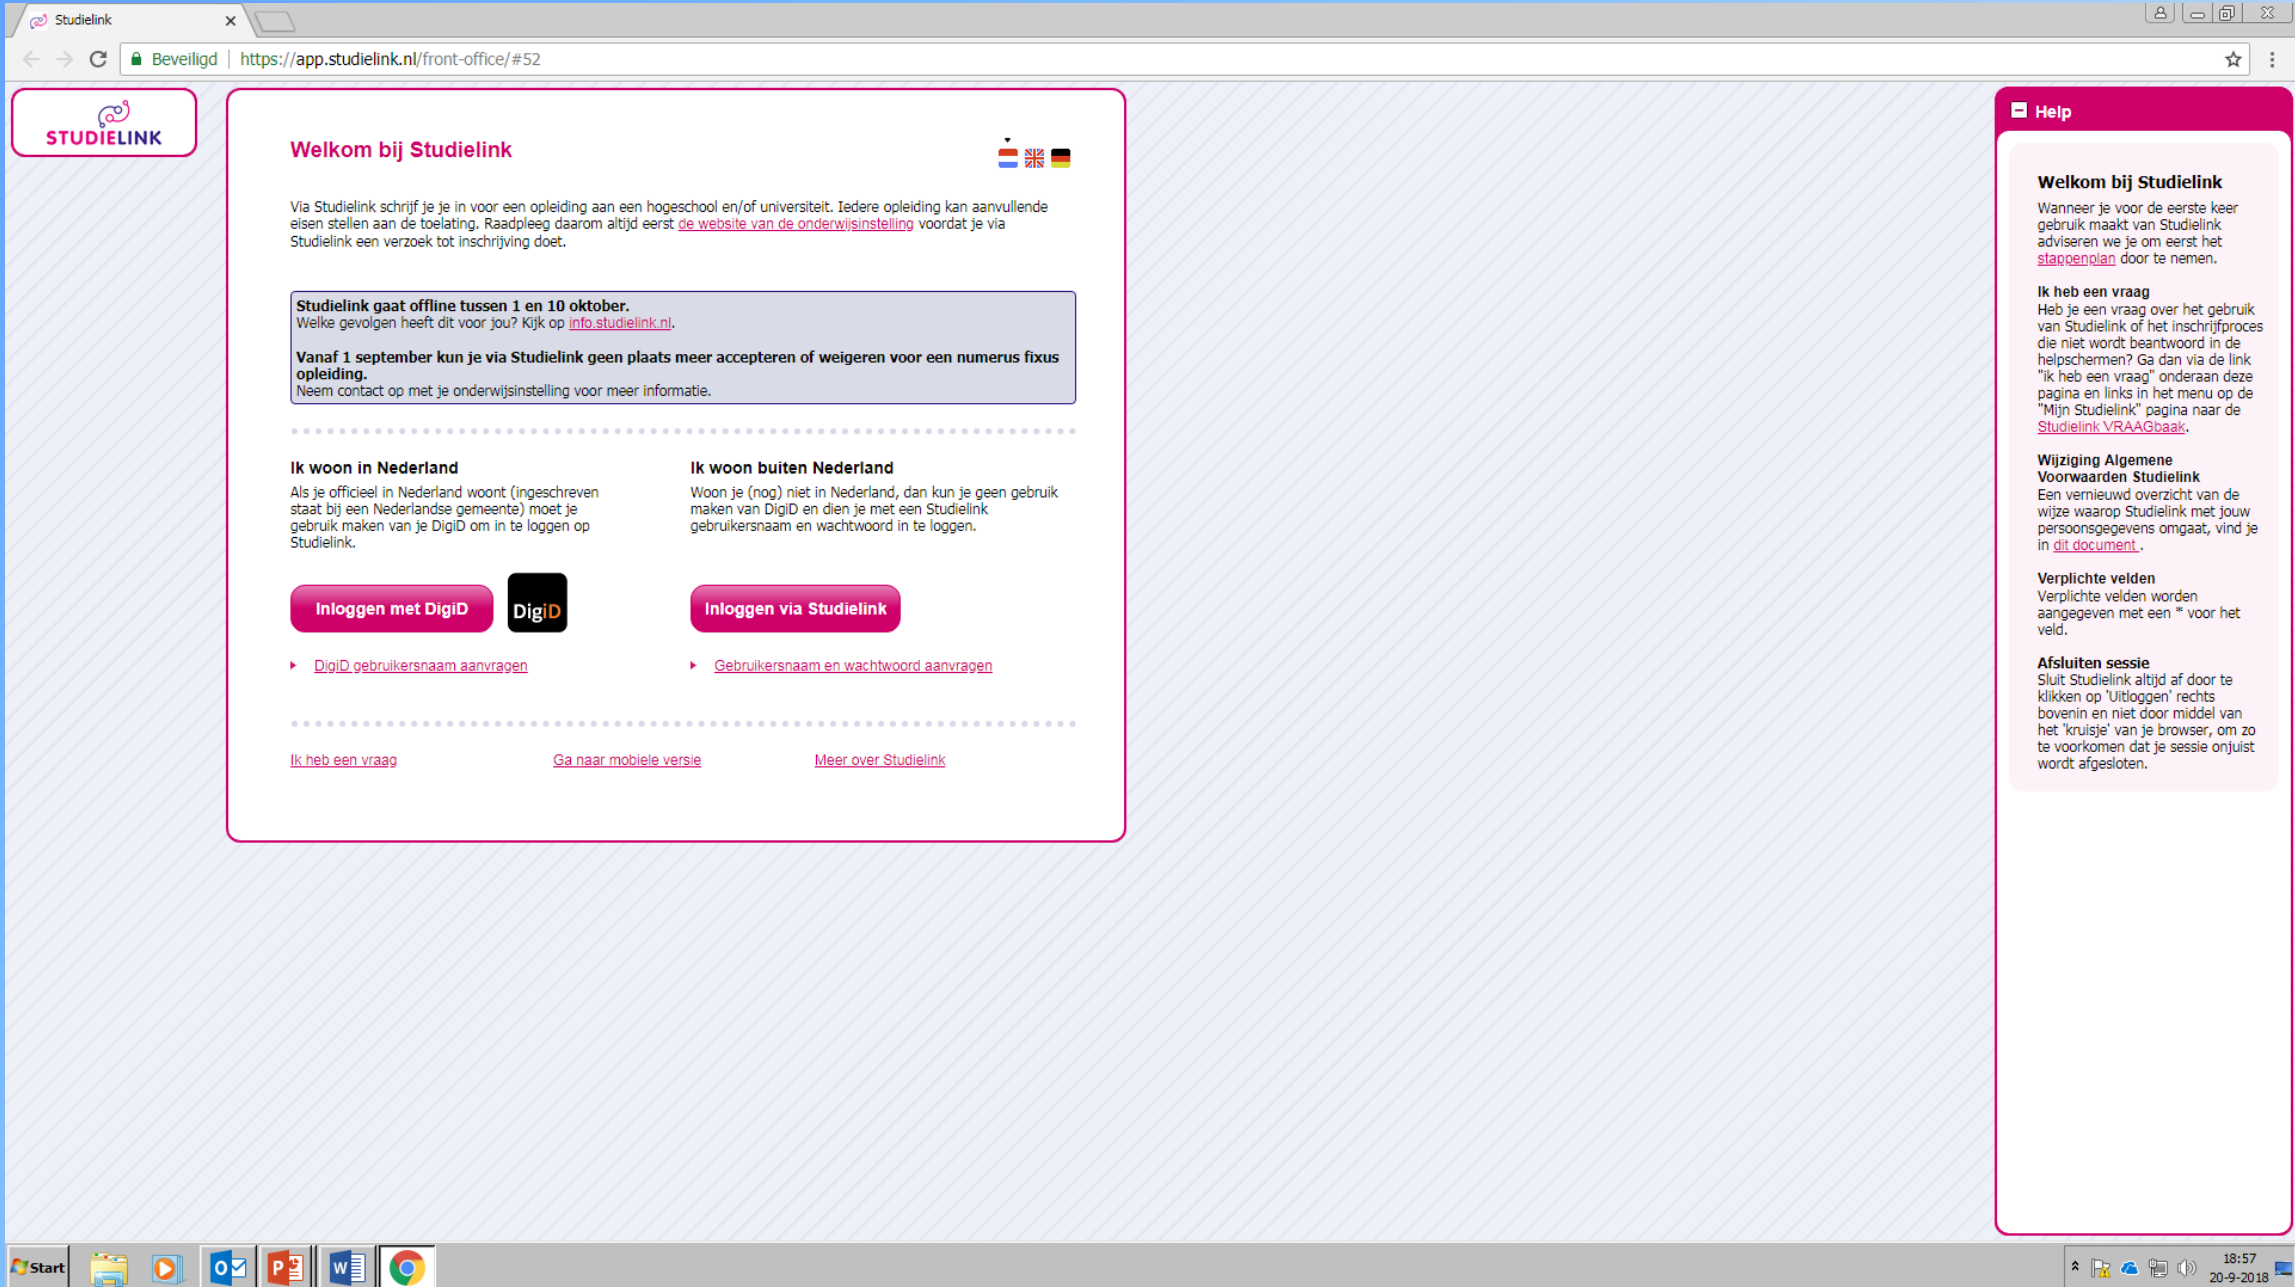 Studielink
Beveiligd
https://app.studielink.nl/front-office/#52
STUDIELINK
Welkom bij Studielink
Via Studielink schrijf je je in voor een opleiding aan een hogeschool en/of universiteit. Iedere opleiding kan aanvullende
eisen stellen aan de toelating. Raadpleeg daarom altijd eerst de website van de onderwijsinstelling voordat je via
Studielink een verzoek tot inschrijving doet.
Studielink gaat offline tussen 1 en 10 oktober.
Welke gevolgen heeft dit voor jou? Kijk op info.studielink.nl.
Vanaf 1 september kun je via Studielink geen plaats meer accepteren of weigeren voor een numerus fixus
opleiding.
Neem contact op met je onderwijsinstelling voor meer informatie.
Ik woon in Nederland
Als je officieel in Nederland woont (ingeschreven
staat bij een Nederlandse gemeente) moet je
gebruik maken van je DigiD om in te loggen op
Studielink.
Inloggen met DigiD
DigiD
DigiD gebruikersnaam aanvragen
Ik woon buiten Nederland
Woon je (nog) niet in Nederland, dan kun je geen gebruik
maken van DigiD en dien je met een Studielink
gebruikersnaam en wachtwoord in te loggen.
Inloggen via Studielink
Gebruikersnaam en wachtwoord aanvragen
Ik heb een vraag
Ga naar mobiele versie
Meer over Studielink
Help
Welkom bij Studielink
Wanneer je voor de eerste keer
gebruik maakt van Studielink
adviseren we je om eerst het
stappenplan door te nemen.
Ik heb een vraag
Heb je een vraag over het gebruik
van Studielink of het inschrijfproces
die niet wordt beantwoord in de
helpschermen? Ga dan via de link
"ik heb een vraag" onderaan deze
pagina en links in het menu op de
"Mijn Studielink" pagina naar de
Studielink VRAAGbaak.
Wijziging Algemene
Voorwaarden Studielink
Een vernieuwd overzicht van de
wijze waarop Studielink met jouw
persoonsgegevens omgaat, vind je
in dit document .
Verplichte velden
Verplichte velden worden
aangegeven met een * voor het
veld.
Afsluiten sessie
Sluit Studielink altijd af door te
klikken op 'Uitloggen' rechts
bovenin en niet door middel van
het 'kruisje' van je browser, om zo
te voorkomen dat je sessie onjuist
wordt afgesloten.
Start
18:57
20-9-2018